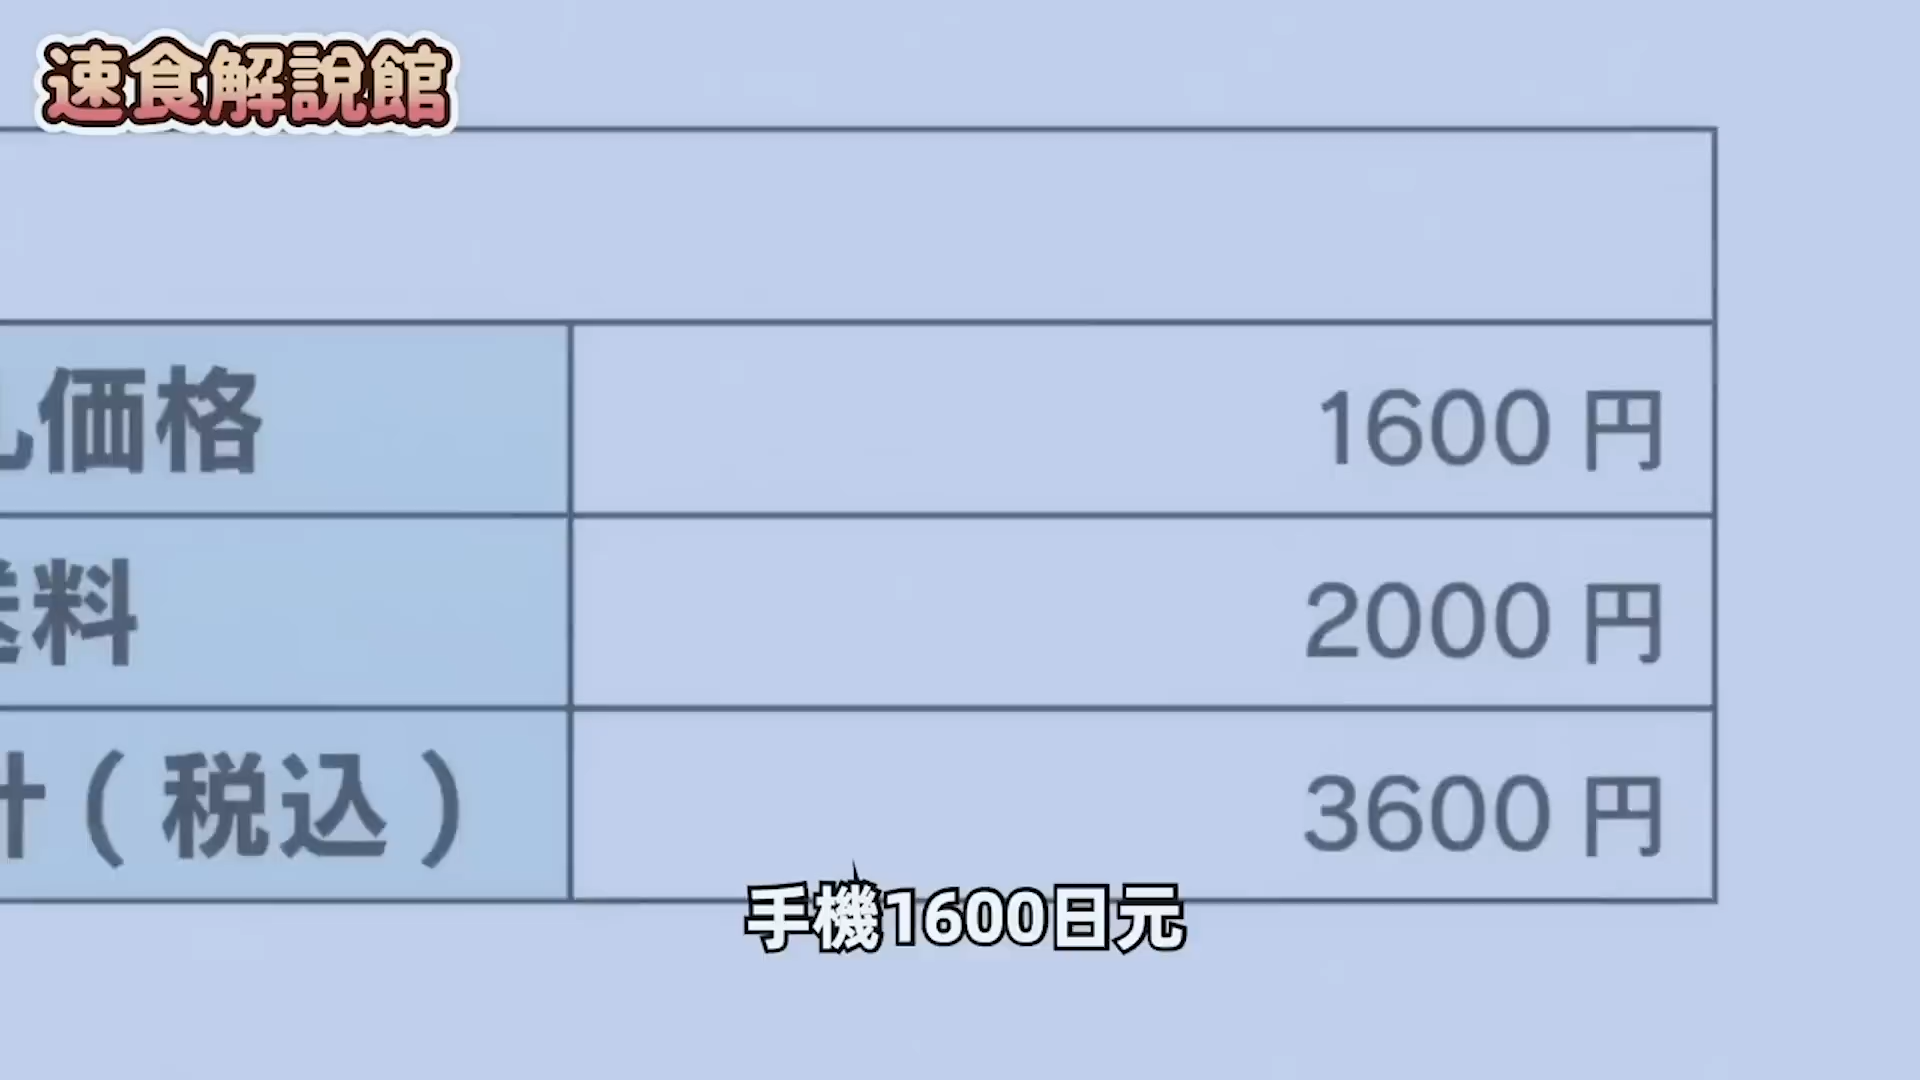 速食解說館
価格
1600 円
料
2000 円
(税込)
3600 円
手機1600日元